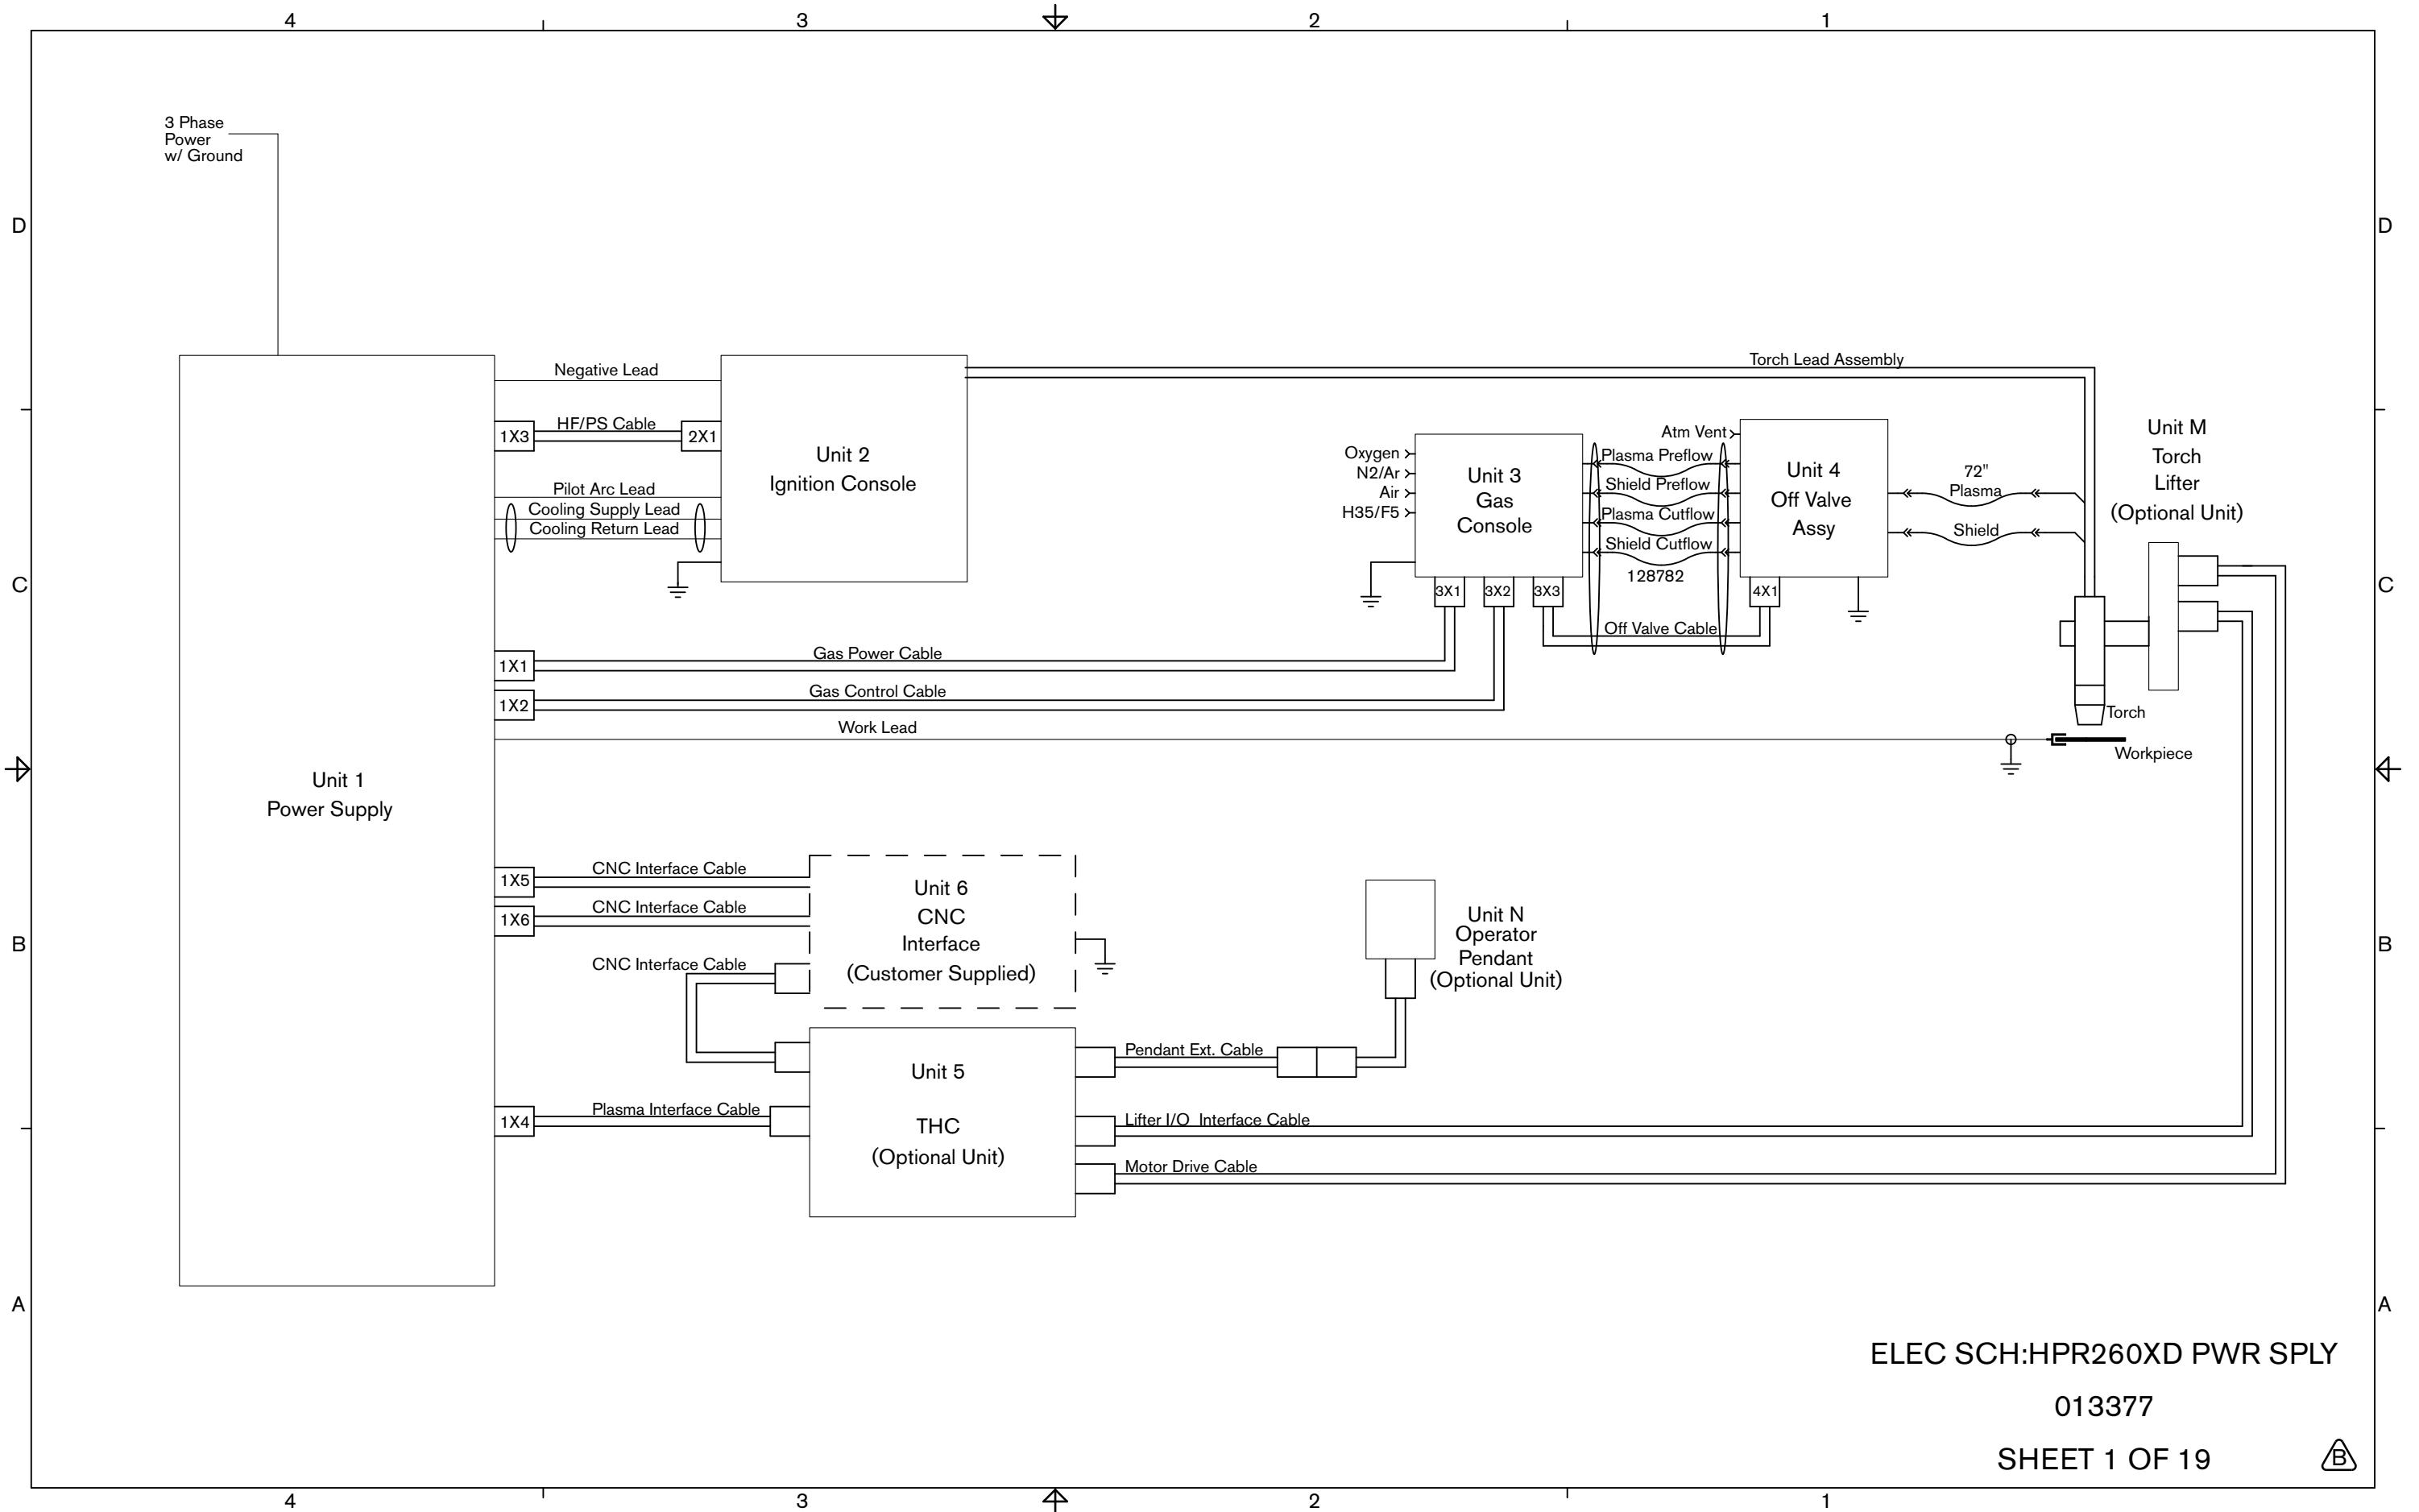 4
3
2
1
3 Phase
Power
w/ Ground
D
D
Negative Lead
Torch Lead Assembly
1X3
HF/PS Cable
2X1
Unit 2
Ignition Console
Pilot Arc Lead
Cooling Supply Lead
Cooling Return Lead
Oxygen
N2/Ar
Air
H35/F5
Unit 3
Gas
Console
Atm Vent
Plasma Preflow
Shield Preflow
Plasma Cutflow
Shield Cutflow
128782
Unit 4
Off Valve
Assy
72"
Plasma
Shield
Unit M
Torch
Lifter
(Optional Unit)
C
C
3X1
3X2
3X3
4X1
Off Valve Cable
1X1
Gas Power Cable
1X2
Gas Control Cable
Work Lead
Torch
Workpiece
Unit 1
Power Supply
1X5
CNC Interface Cable
1X6
CNC Interface Cable
CNC Interface Cable
Unit 6
CNC
Interface
(Customer Supplied)
Unit N
Operator
Pendant
(Optional Unit)
B
B
Unit 5
THC
(Optional Unit)
Pendant Ext. Cable
1X4
Plasma Interface Cable
Lifter I/O  Interface Cable
Motor Drive Cable
A
A
ELEC SCH:HPR260XD PWR SPLY
013377
SHEET 1 OF 19
B
4
3
2
1